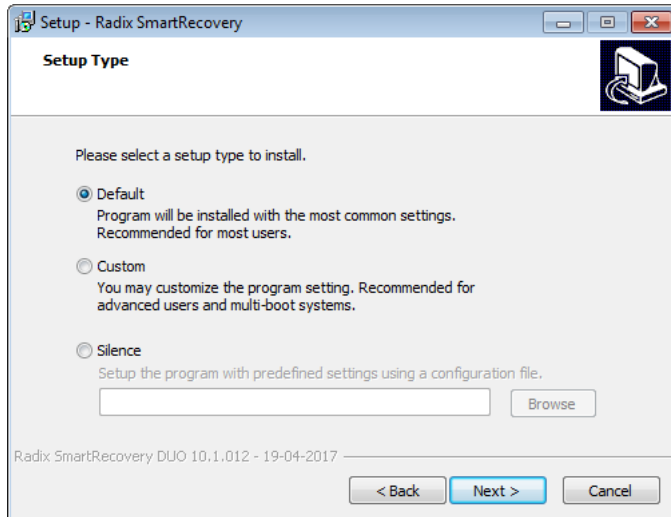 Setup - Radix SmartRecovery
Setup Type
Please select a setup type to install.
Default
Program will be installed with the most common settings.
Recommended for most users.
Custom
You may customize the program setting. Recommended for
advanced users and multi-boot systems.
Silence
Setup the program with predefined settings using a configuration file.
Browse
Radix SmartRecovery DUO 10.1.012 - 19-04-2017
< Back Next > Cancel